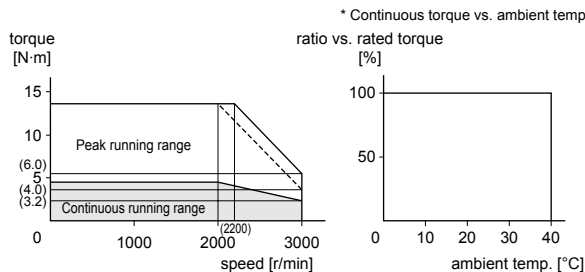 * Continuous torque vs. ambient temp
torque
[N·m]
ratio vs. rated torque
[%]
15
10
(6.0)
5
(4.0)
(3.2)
0
Peak running range
Continuous running range
1000
2000
(2200)
3000
speed [r/min]
100
50
0
10
20
30
40
ambient temp. [°C]